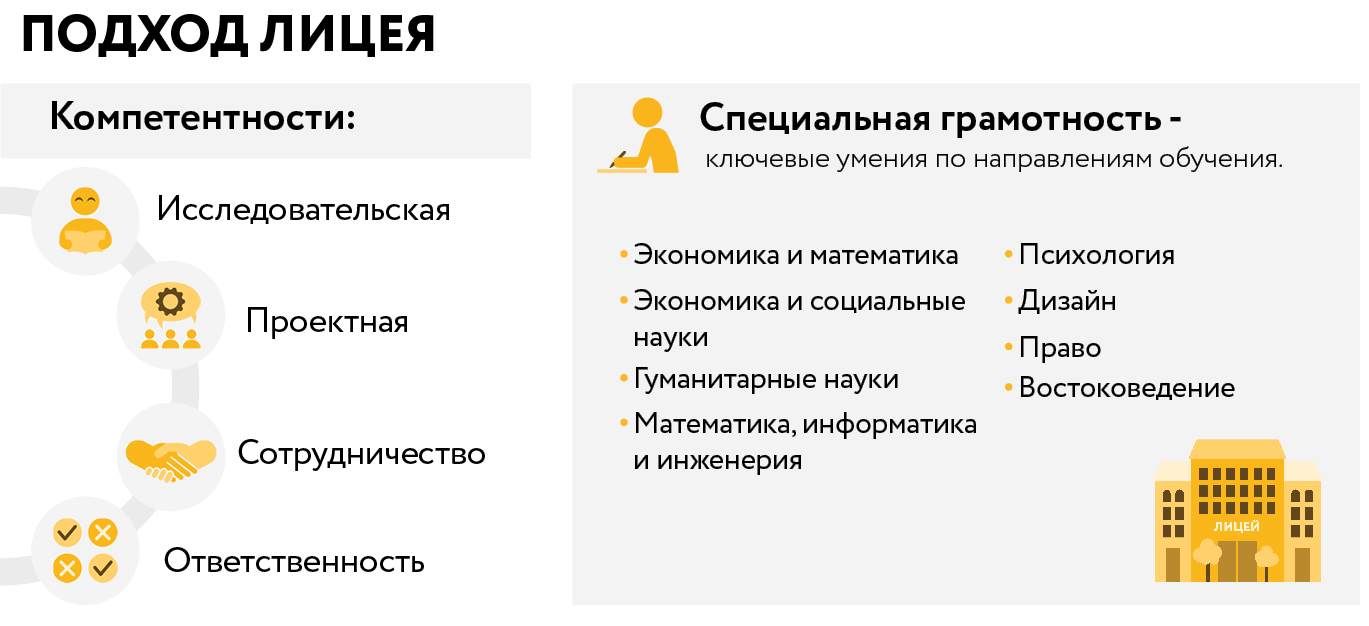 ПОДХОД ЛИЦЕЯ
Компетентности:
Исследовательская
Проектная
Сотрудничество
Ответственность
Специальная грамотность -
ключевые умения по направлениям обучения.
• Экономика и математика
• Экономика и социальные
науки
• Гуманитарные науки
• Математика, информатика
и инженерия
• Психология
• Дизайн
• Право
• Востоковедение
ЛИЦЕЙ